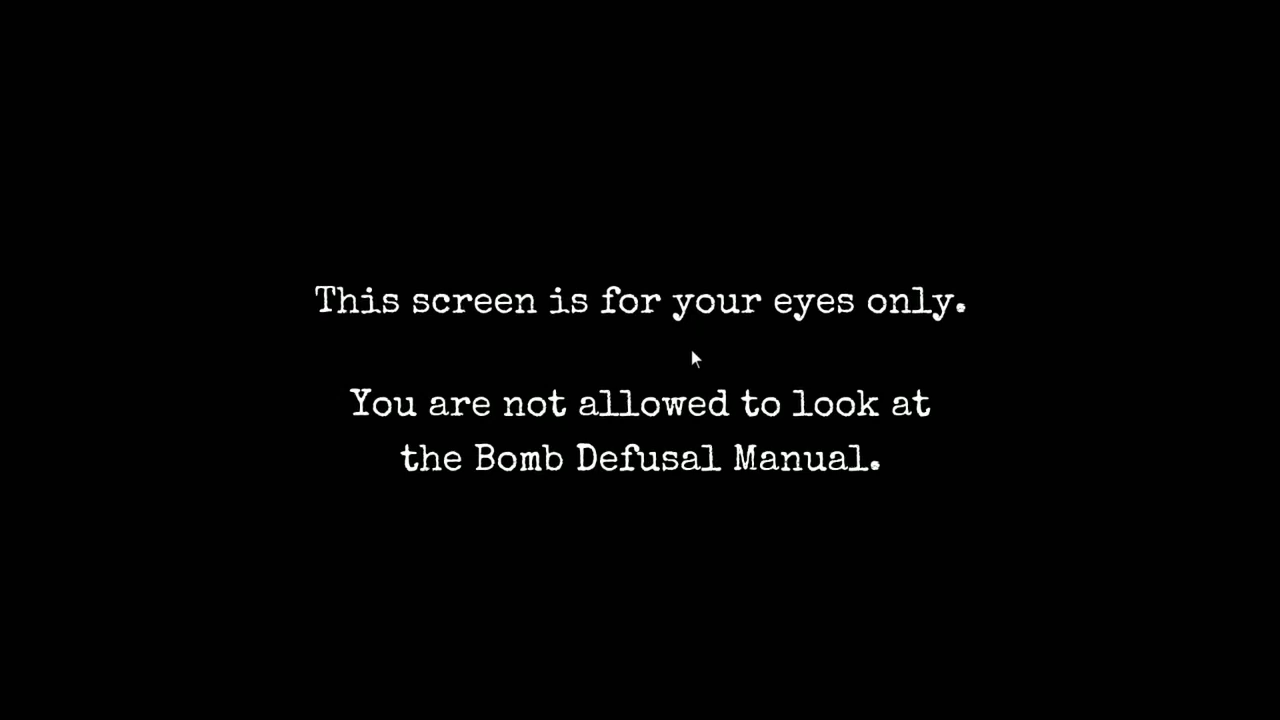 This screen is for your eyes only.
You are not allowed to look at
the Bomb Defusal Manual.